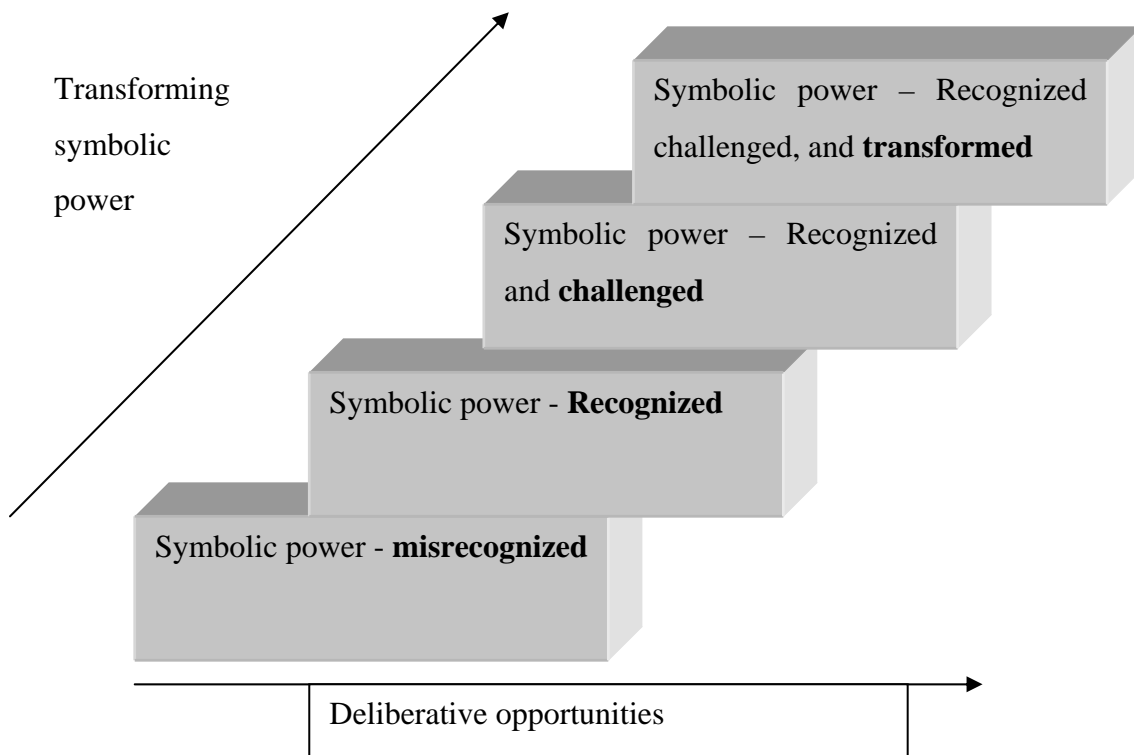 Transforming
symbolic
power
Symbolic power – Recognized
challenged, and transformed
Symbolic power – Recognized
and challenged
Symbolic power - Recognized
Symbolic power - misrecognized
Deliberative opportunities